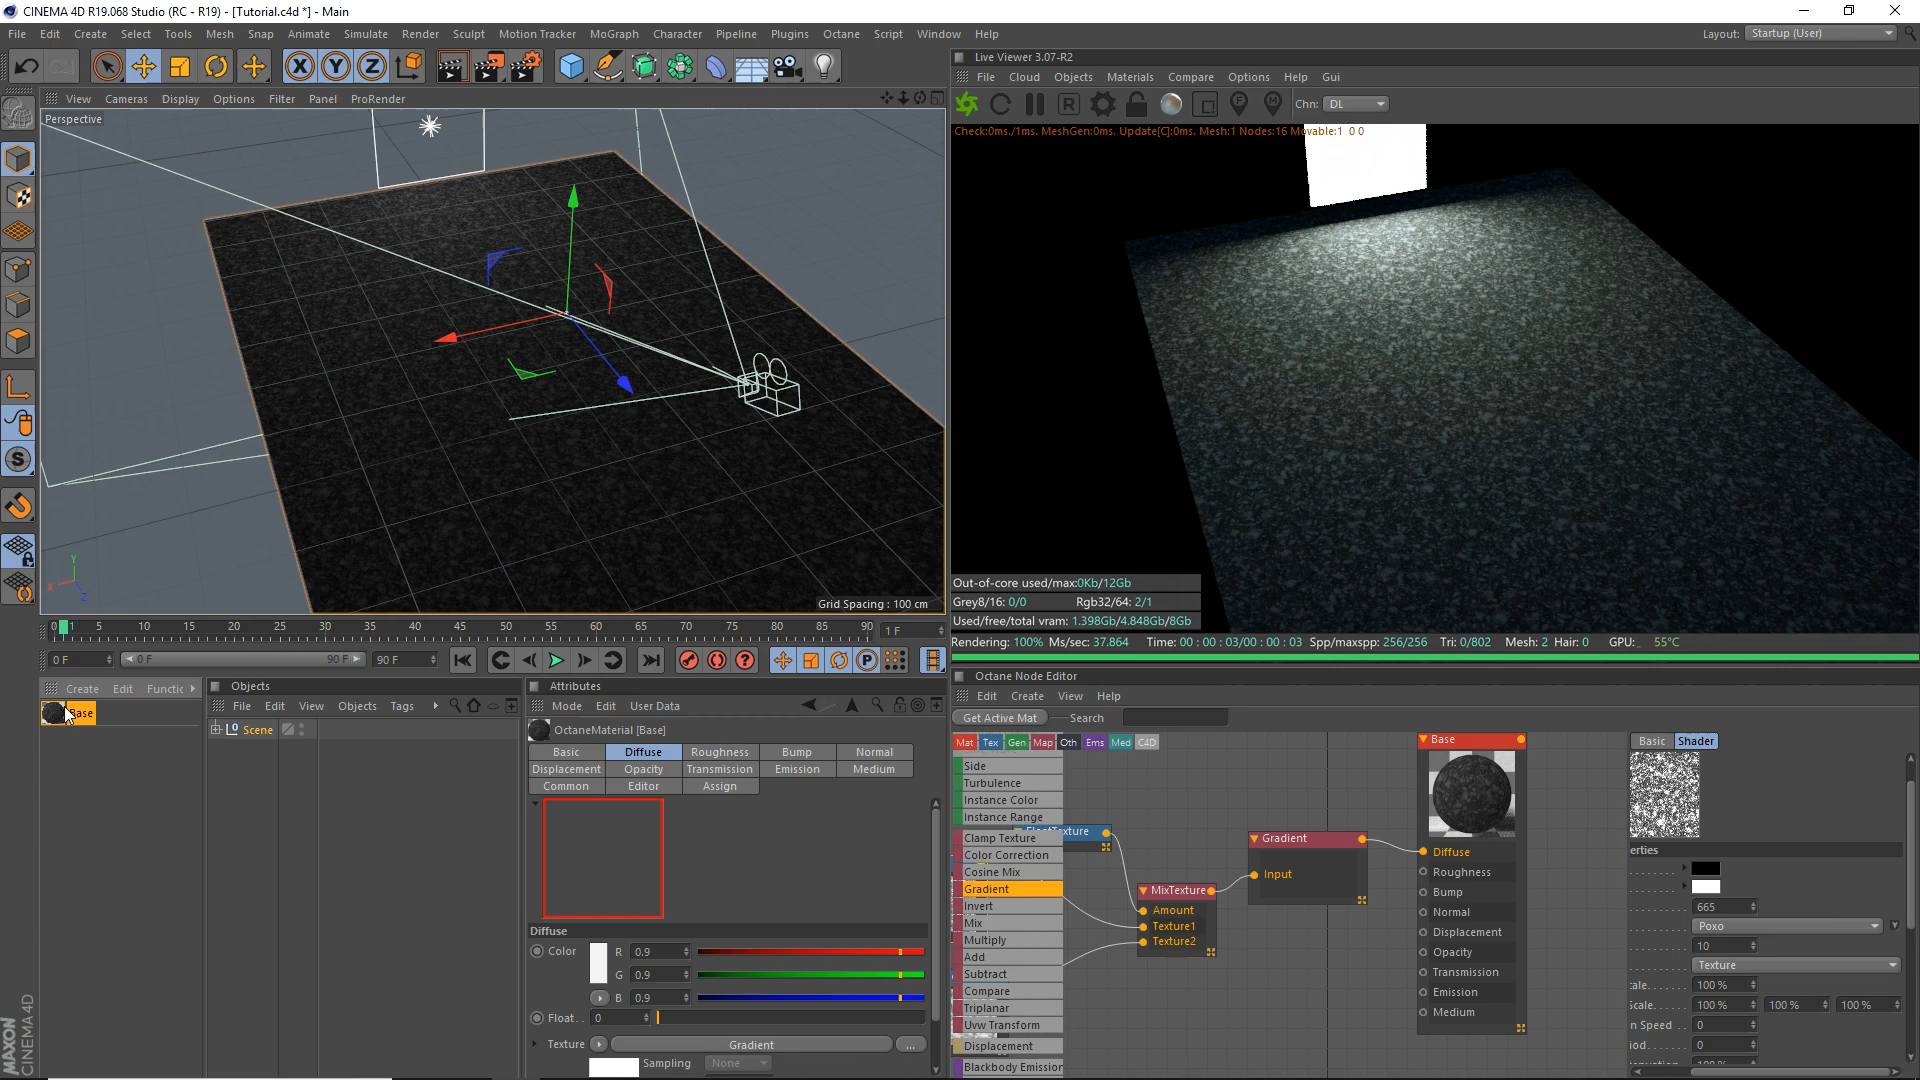 CINEMA 4D R19.068 Studio (RC - R19) - [Tutorial.c4d *] - Main
File Edit Create Select Tools Mesh Snap Animate Simulate Render Sculpt Motion Tracker MoGraph Character Pipeline Plugins Octane Script Window Help
Layout: Startup (User)
Live Viewer 3.07-R2
File Cloud Objects Materials Compare Options Help Gui
Chn: DL
Check:0ms./1ms. MeshGen:0ms. Update[C]:0ms. Mesh:1 Nodes:16 Movable:1 0 0
View Cameras Display Options Filter Panel ProRender
Perspective
Grid Spacing : 100 cm
Out-of-core used/max:0Kb/12Gb
Grey8/16: 0/0 Rgb32/64: 2/1
Used/free/total vram: 1.398Gb/4.848Gb/8Gb
Rendering: 100% Ms/sec: 37.864 Time: 00 : 00 : 03/00 : 00 : 03 Spp/maxspp: 256/256 Tri: 0/802 Mesh: 2 Hair: 0 GPU: 55°C
0 1 5 10 15 20 25 30 35 40 45 50 55 60 65 70 75 80 85 90 1 F
0 F 0 F 90 F 90 F
Create Edit Functic
Base
Objects
File Edit View Objects Tags
Scene
Attributes
Mode Edit User Data
OctaneMaterial [Base]
Basic Diffuse Roughness Bump Normal
Displacement Opacity Transmission Emission Medium
Common Editor Assign
Diffuse
Color R 0.9
G 0.9
B 0.9
Float. . 0
Texture Gradient ...
Sampling None
Octane Node Editor
Edit Create View Help
Get Active Mat Search
Mat Tex Gen Map Oth Ems Med C4D
Side
Turbulence
Instance Color
Instance Range
Clamp Texture
Color Correction
Cosine Mix
Gradient
Invert
Mix
Multiply
Add
Subtract
Compare
Triplanar
Uvw Transform
Displacement
Blackbody Emission
FloatTexture
MixTexture
Amount
Texture1
Texture2
Gradient
Input
Base
Diffuse
Roughness
Bump
Normal
Displacement
Opacity
Transmission
Emission
Medium
Basic Shader
erties
665
Poxo
10
Texture
cale. . . . . . 100 %
Scale. . . . . 100 % 100 % 100 %
n Speed . . 0
iod. . . . . . 0
MAXON
CINEMA 4D